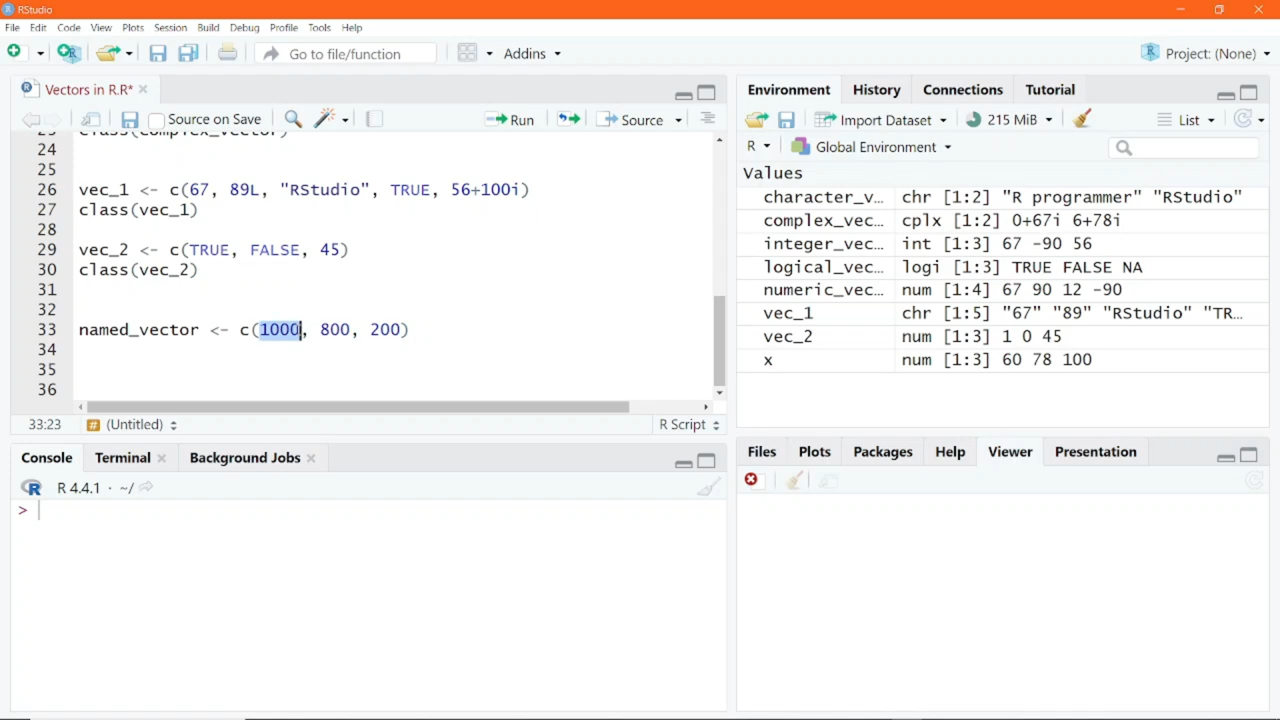 RStudio
File Edit Code View Plots Session Build Debug Profile Tools Help
Go to file/function Addins Project: (None)
Vectors in R.R*
Source on Save Run Source
class(complex_vector)
24
25
26 vec_1 <- c(67, 89L, "RStudio", TRUE, 56+100i)
27 class(vec_1)
28
29 vec_2 <- c(TRUE, FALSE, 45)
30 class(vec_2)
31
32
33 named_vector <- c(1000, 800, 200)
34
35
36
33:23 (Untitled) R Script
Console Terminal Background Jobs
R 4.4.1 · ~/
>
Environment History Connections Tutorial
Import Dataset 215 MiB List
R Global Environment
Values
character_v… chr [1:2] "R programmer" "RStudio"
complex_vec… cplx [1:2] 0+67i 6+78i
integer_vec… int [1:3] 67 -90 56
logical_vec… logi [1:3] TRUE FALSE NA
numeric_vec… num [1:4] 67 90 12 -90
vec_1 chr [1:5] "67" "89" "RStudio" "TR…
vec_2 num [1:3] 1 0 45
x num [1:3] 60 78 100
Files Plots Packages Help Viewer Presentation